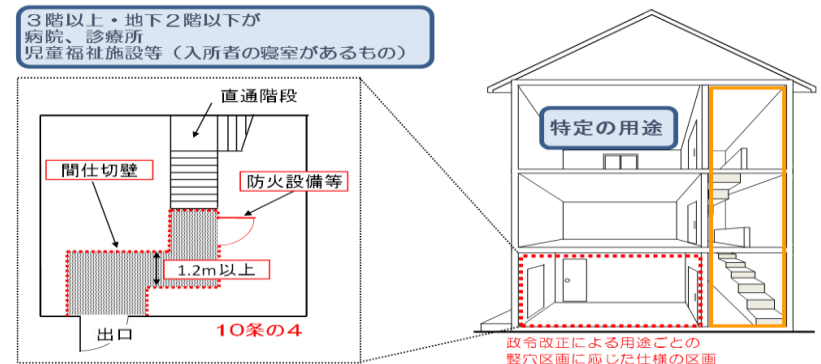 ３階以上・地下２階以下が
病院、診療所
児童福祉施設等（入所者の寝室があるもの）
直通階段
間仕切壁
防火設備等
1.2ｍ以上
出口
10条の4
特定の用途
政令改正による用途ごとの
竪穴区画に応じた仕様の区画